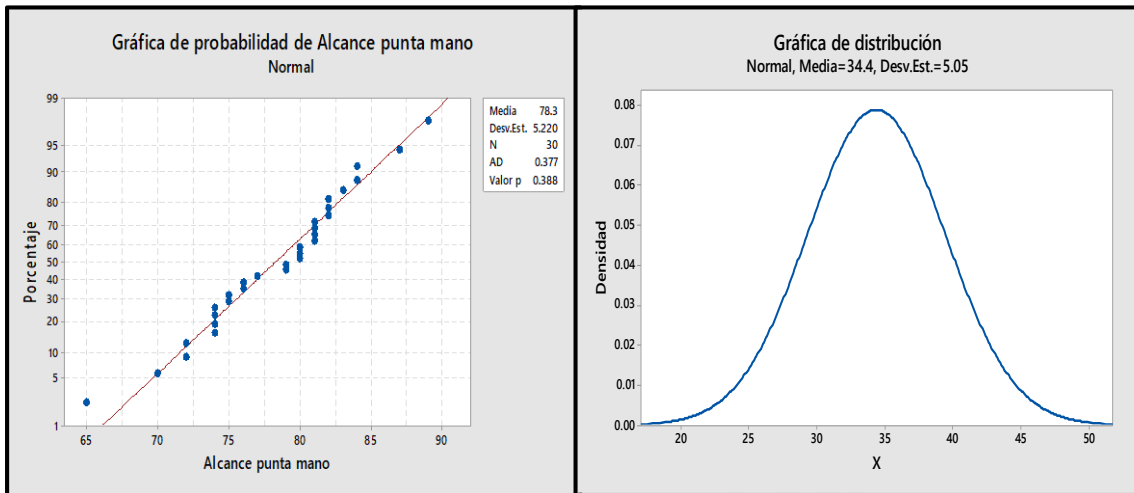 Gráfica de probabilidad de Alcance punta mano
Normal
99
95
90
80
70
60
50
40
30
20
10
5
1
Porcentaje
65 70 75 80 85 90
Alcance punta mano
Media 78.3
Desv.Est. 5.220
N 30
AD 0.377
Valor p 0.388
Gráfica de distribución
Normal, Media=34.4, Desv.Est.=5.05
0.08
0.07
0.06
0.05
0.04
0.03
0.02
0.01
0.00
Densidad
20 25 30 35 40 45 50
X